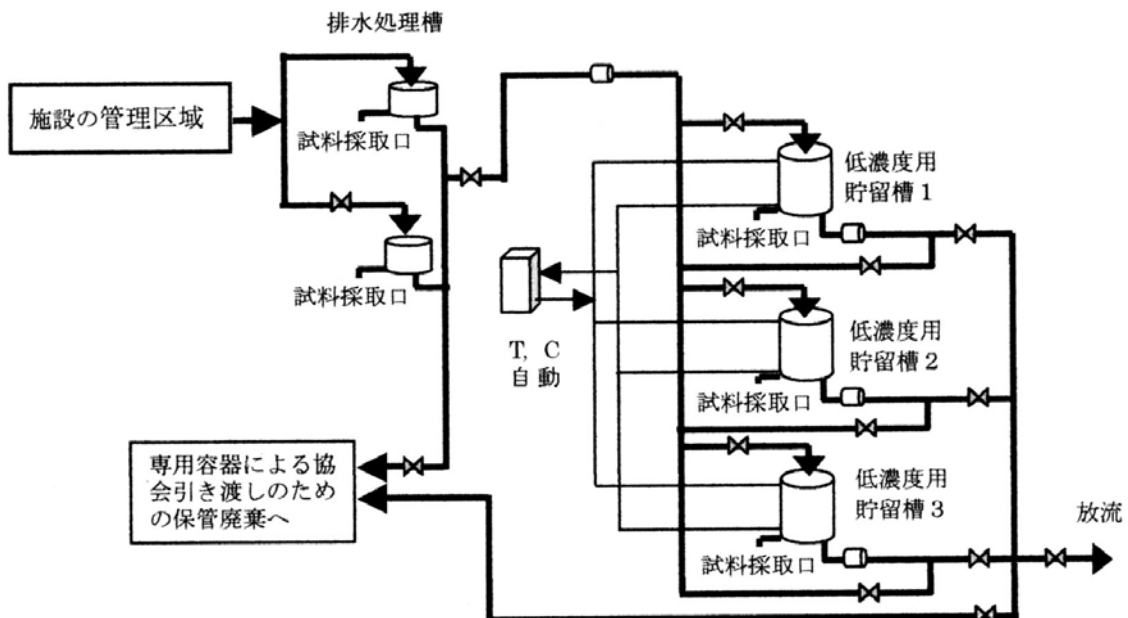 排水処理槽
施設の管理区域
試料採取口
試料採取口
低濃度用
貯留槽1
試料採取口
T, C
自動
低濃度用
貯留槽2
試料採取口
専用容器による協
会引き渡しのため
の保管廃棄へ
低濃度用
貯留槽3
試料採取口
放流